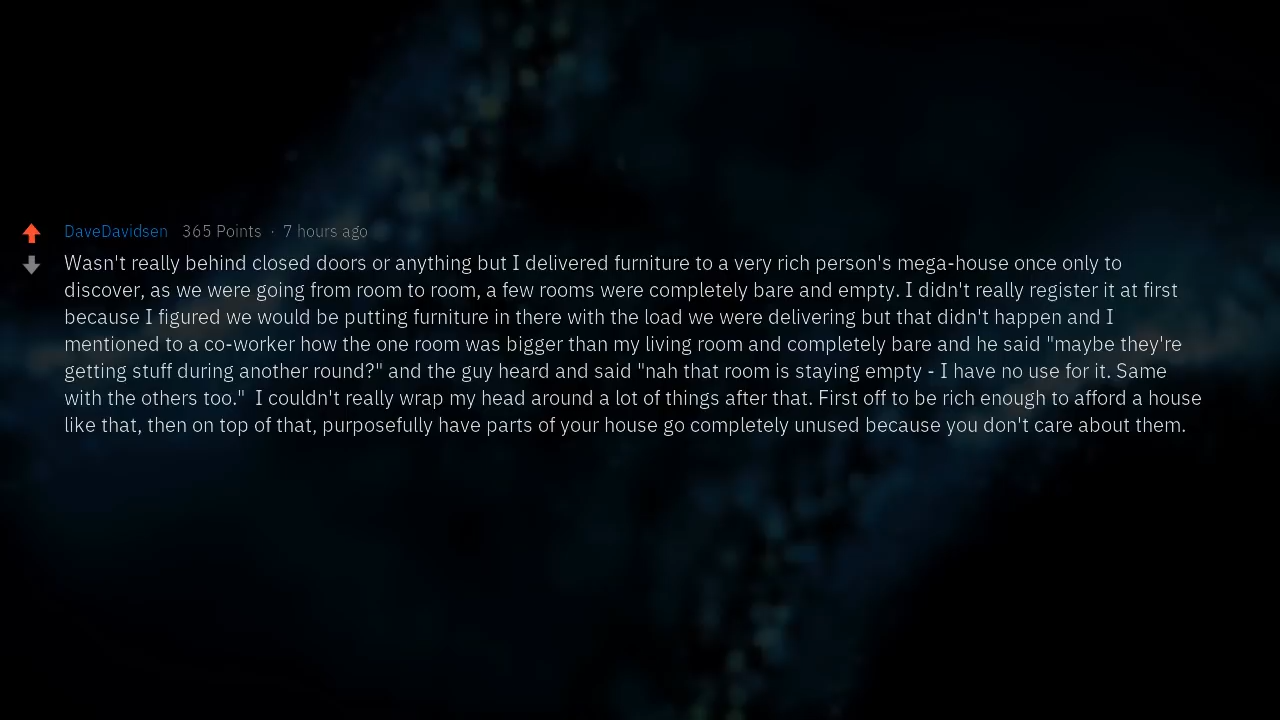 DaveDavidsen 365 Points · 7 hours ago
Wasn't really behind closed doors or anything but I delivered furniture to a very rich person's mega-house once only to
discover, as we were going from room to room, a few rooms were completely bare and empty. I didn't really register it at first
because I figured we would be putting furniture in there with the load we were delivering but that didn't happen and I
mentioned to a co-worker how the one room was bigger than my living room and completely bare and he said "maybe they're
getting stuff during another round?" and the guy heard and said "nah that room is staying empty - I have no use for it. Same
with the others too."  I couldn't really wrap my head around a lot of things after that. First off to be rich enough to afford a house
like that, then on top of that, purposefully have parts of your house go completely unused because you don't care about them.